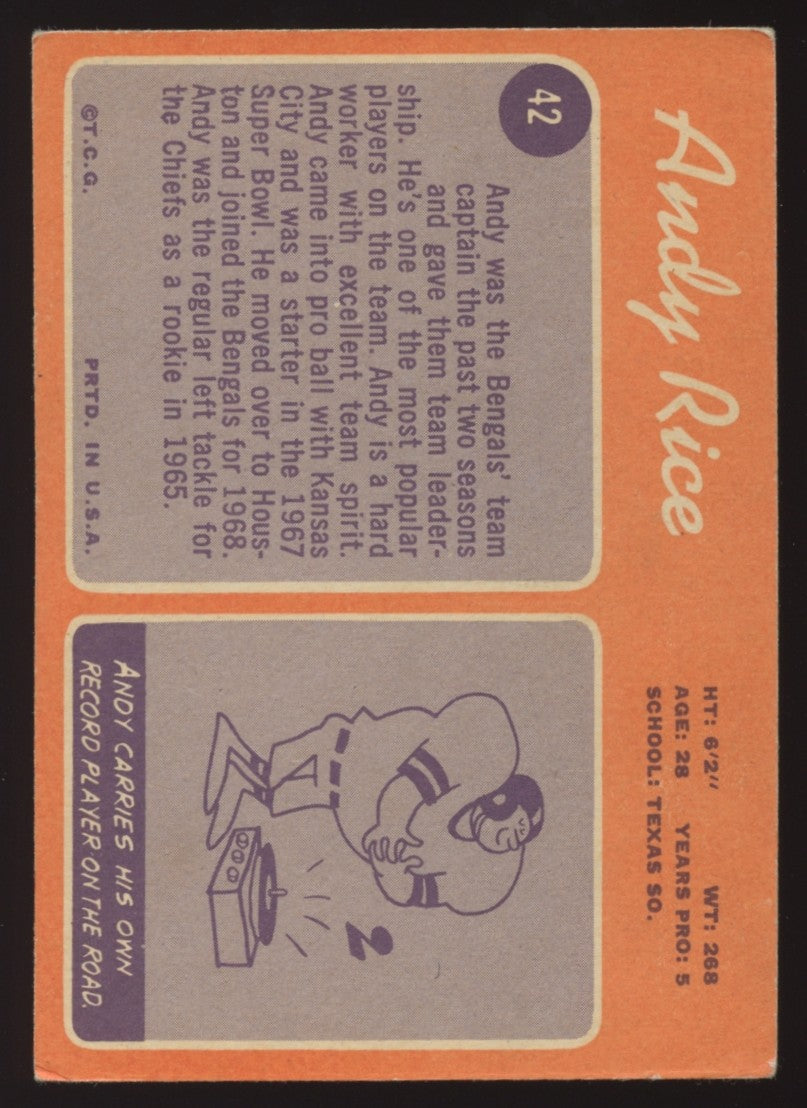 Andy Rice
HT: 6'2" WT: 268
AGE: 28 YEARS PRO: 5
SCHOOL: TEXAS SO.
42
Andy was the Bengals' team
captain the past two seasons
and gave them team leader-
ship. He's one of the most popular
players on the team. Andy is a hard
worker with excellent team spirit.
Andy came into pro ball with Kansas
City and was a starter in the 1967
Super Bowl. He moved over to Hous-
ton and joined the Bengals for 1968.
Andy was the regular left tackle for
the Chiefs as a rookie in 1965.
©T.C.G. PRTD. IN U.S.A.
2
ANDY CARRIES HIS OWN
RECORD PLAYER ON THE ROAD.